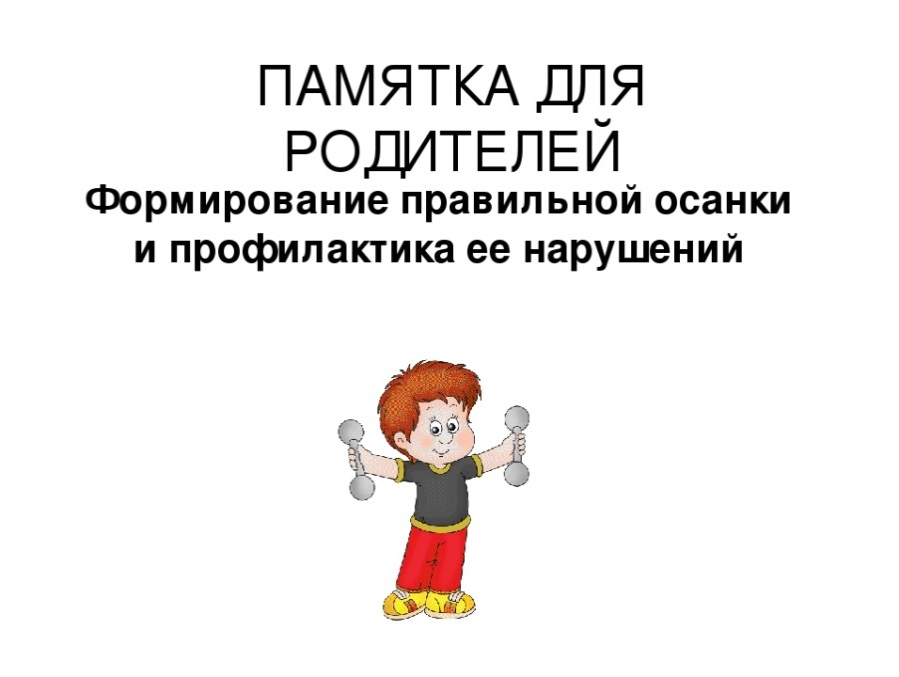 ПАМЯТКА ДЛЯ
РОДИТЕЛЕЙ
Формирование правильной осанки
и профилактика ее нарушений